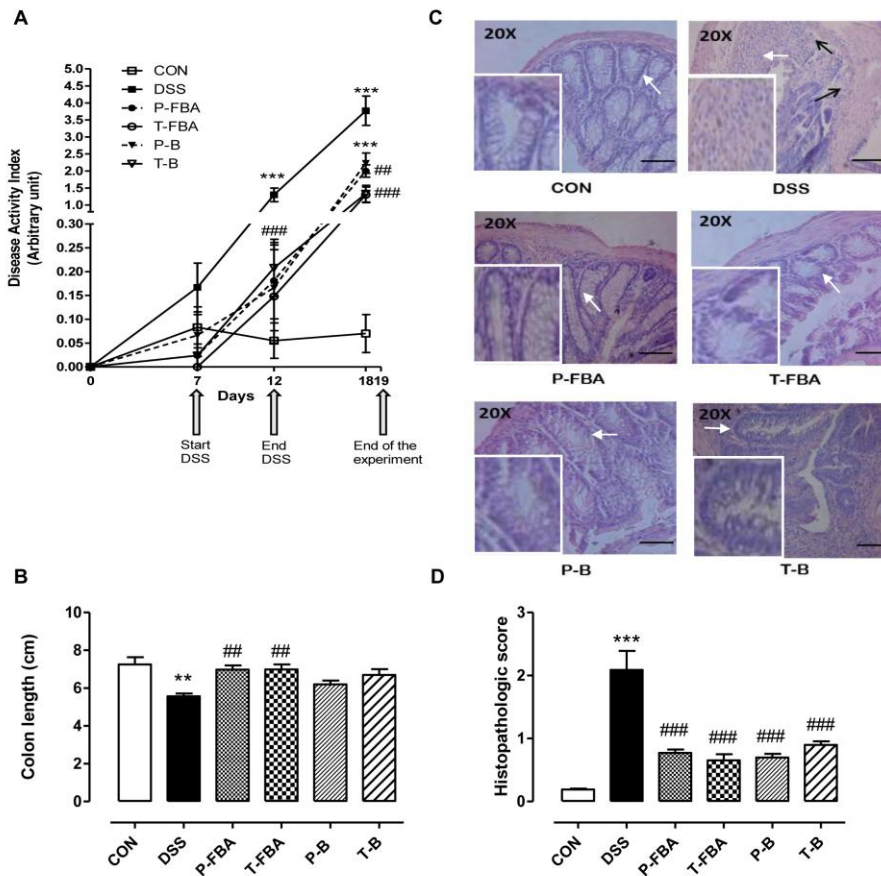 A
CON
DSS
P-FBA
T-FBA
P-B
T-B
Disease Activity Index
(Arbitrary unit)
5.0
4.5
4.0
3.5
3.0
2.5
2.0
1.5
1.0
0.5
0.30
0.25
0.20
0.15
0.10
0.05
0.00
***
***
***
##
###
###
0 7 12 1819
Days
Start
DSS
End
DSS
End of the
experiment
C
20X
CON
20X
DSS
20X
P-FBA
20X
T-FBA
20X
P-B
20X
T-B
B
Colon length (cm)
10
8
6
4
2
0
**
##
##
CON
DSS
P-FBA
T-FBA
P-B
T-B
D
Histopathologic score
3
2
1
0
***
###
###
###
###
CON
DSS
P-FBA
T-FBA
P-B
T-B